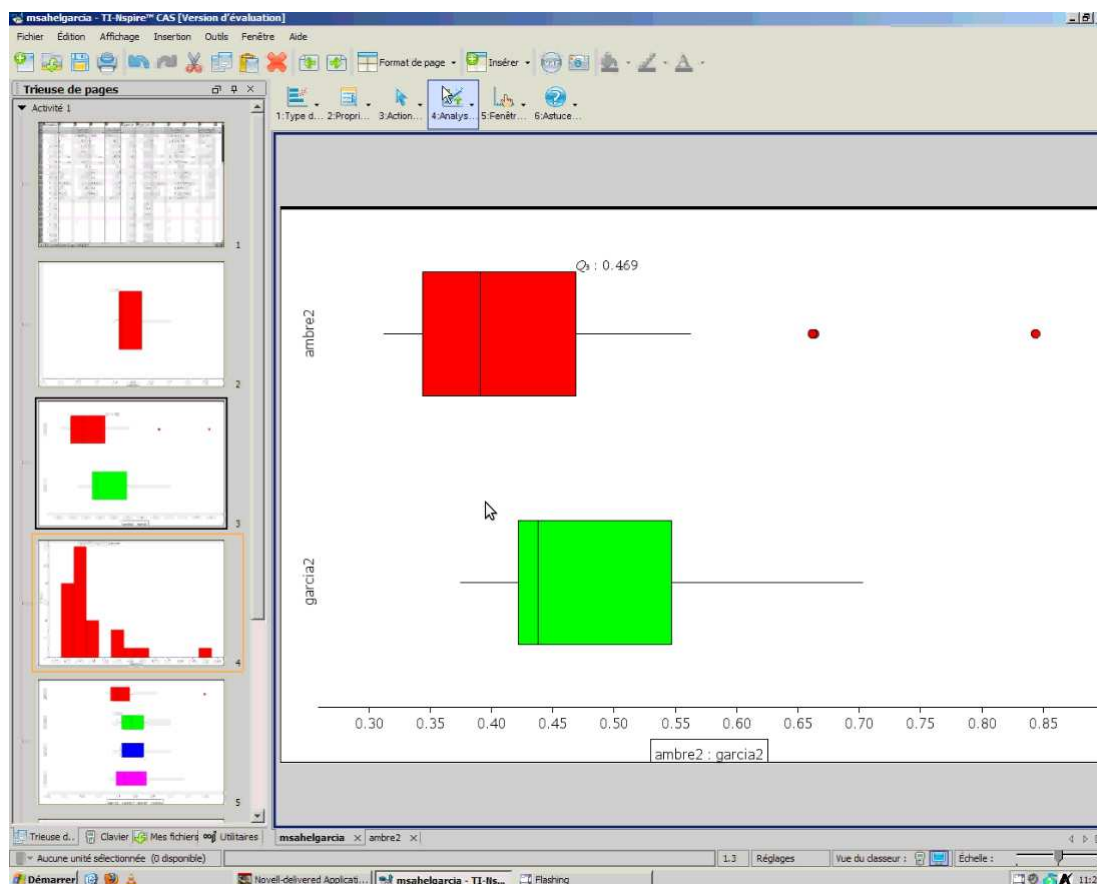 msahelgarcia - TI-Nspire™ CAS [Version d'évaluation]
Fichier Édition Affichage Insertion Outils Fenêtre Aide
Format de page Insérer
Trieuse de pages
Activité 1
1:Type d... 2:Propri... 3:Action... 4:Analys... 5:Fenêtr... 6:Astuce...
1
2
3
4
5
Q₃ : 0.469
ambre2
garcia2
0.30 0.35 0.40 0.45 0.50 0.55 0.60 0.65 0.70 0.75 0.80 0.85
ambre2 : garcia2
Trieuse d... Clavier Mes fichiers Utilitaires msahelgarcia ambre2
Aucune unité sélectionnée (0 disponible) 1.3 Réglages Vue du classeur : Échelle :
Démarrer Novell-delivered Applicati... msahelgarcia - TI-Ns... Flashing 11:2